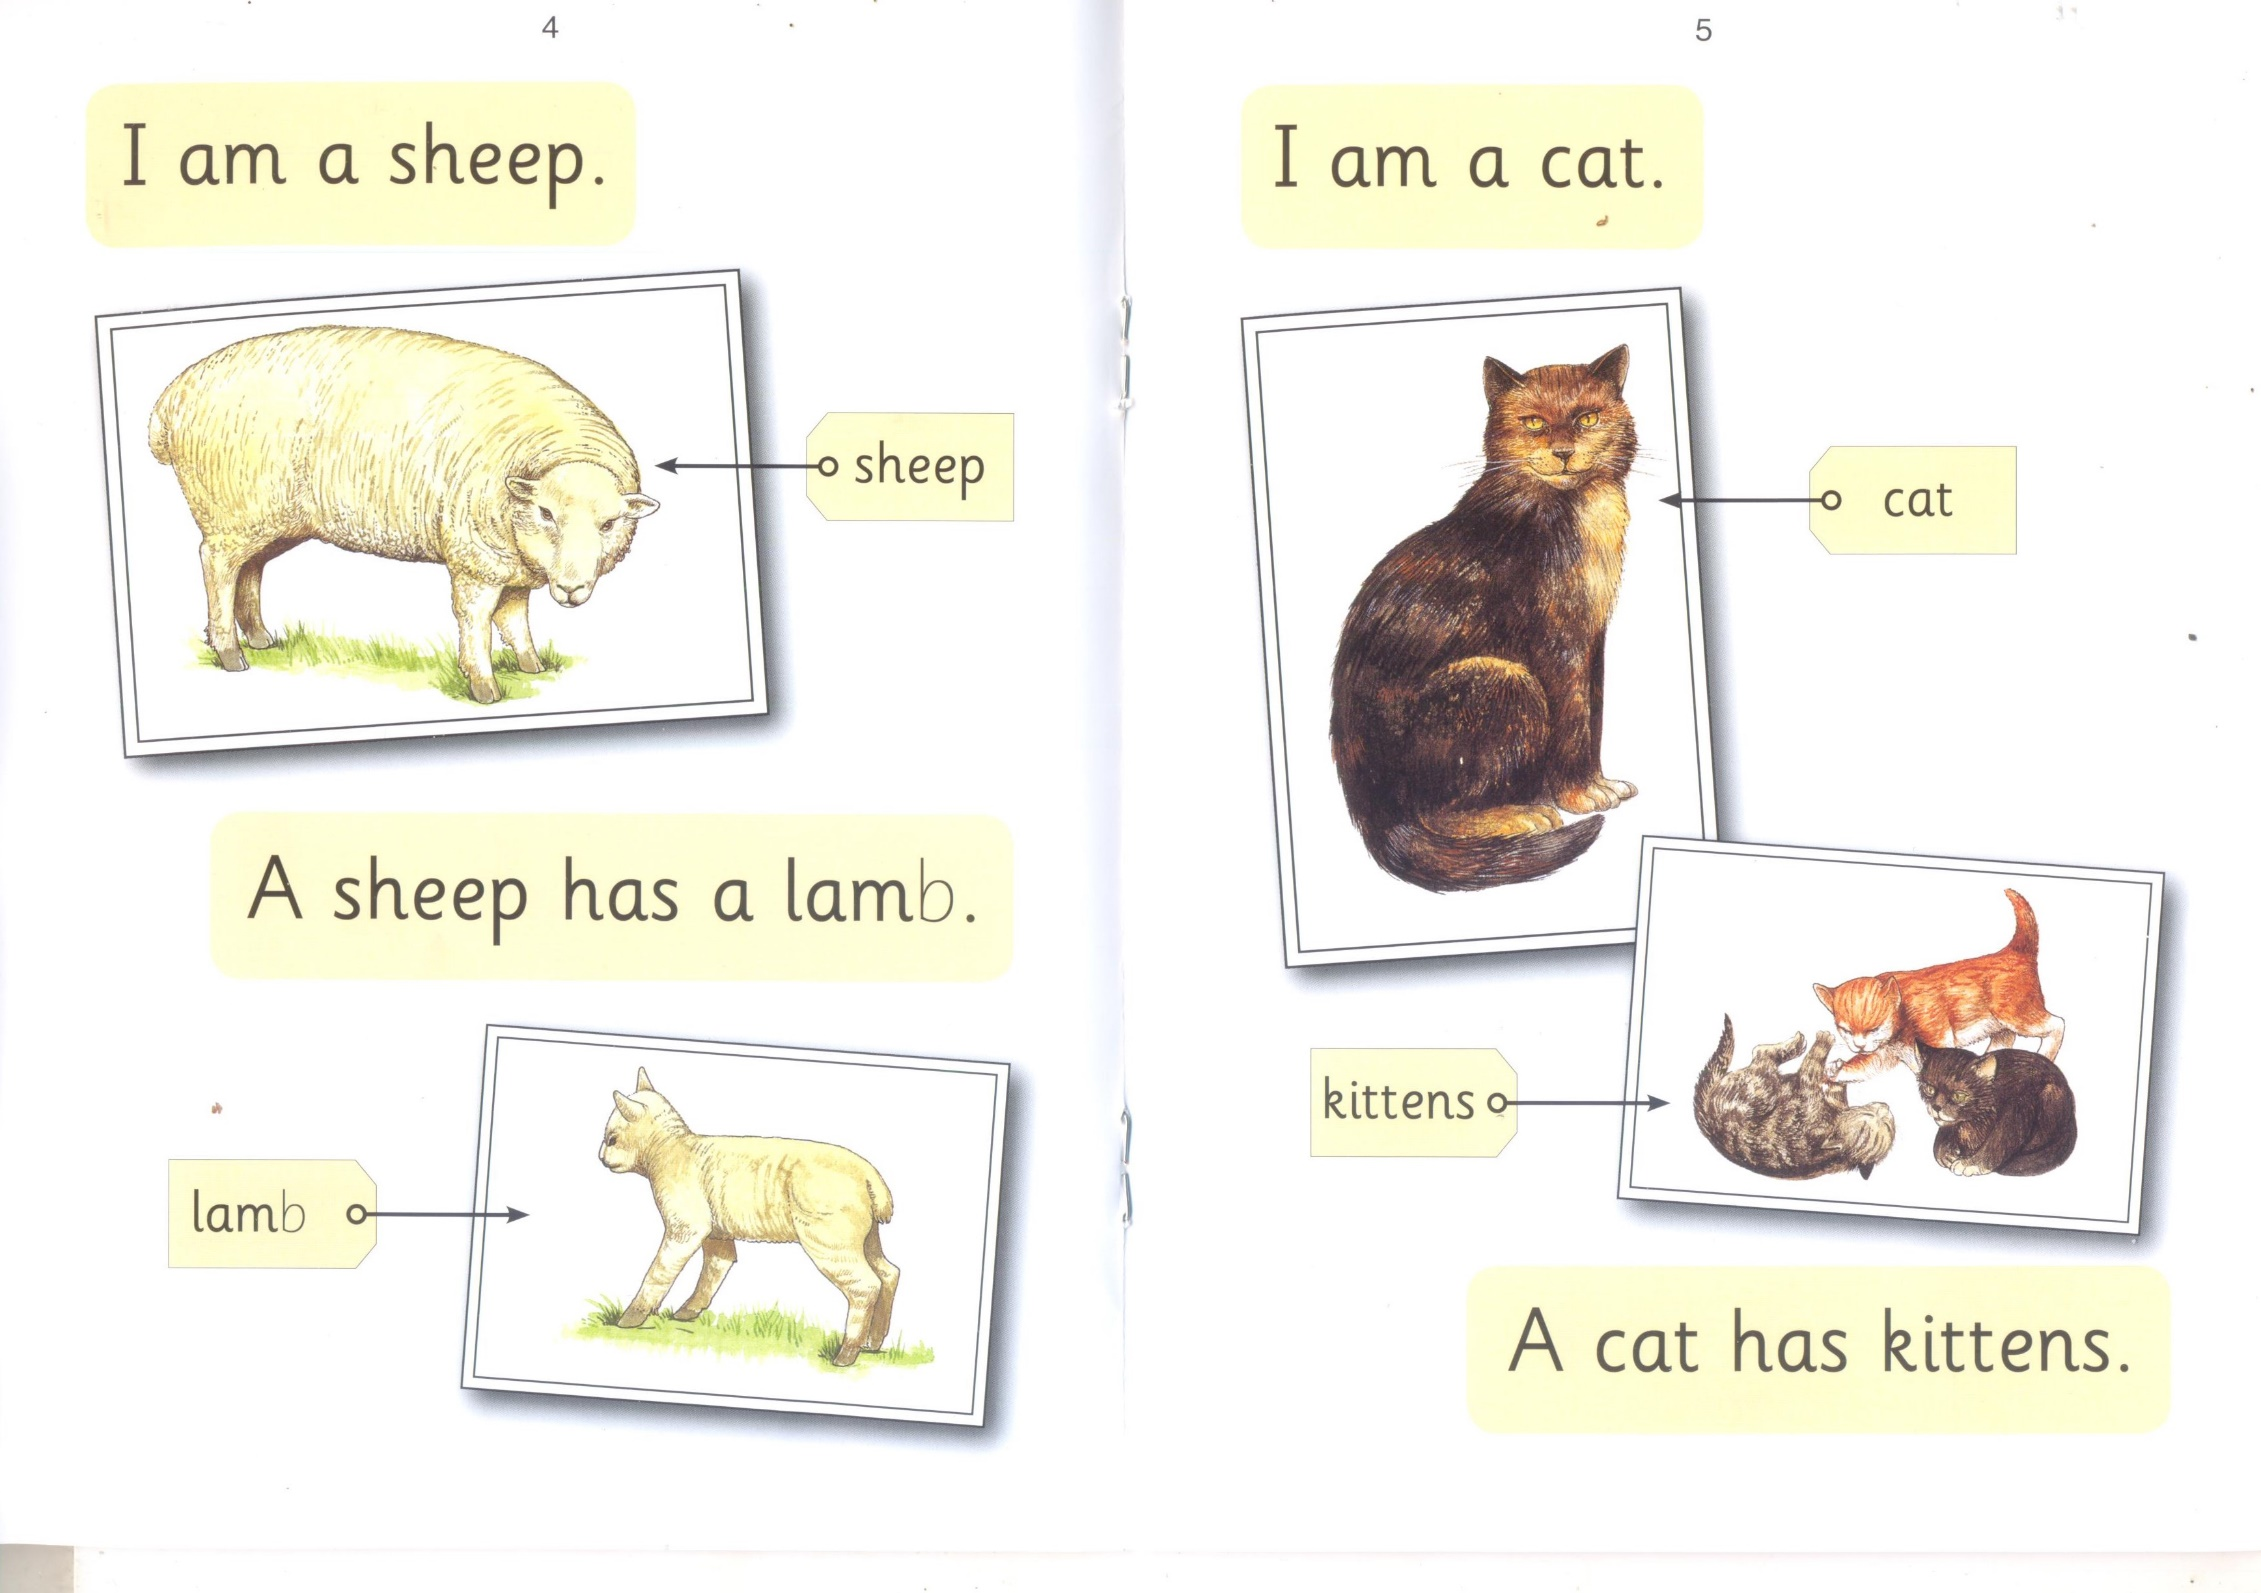 4
I am a sheep.
sheep
A sheep has a lamb.
lamb
5
I am a cat.
cat
kittens
A cat has kittens.